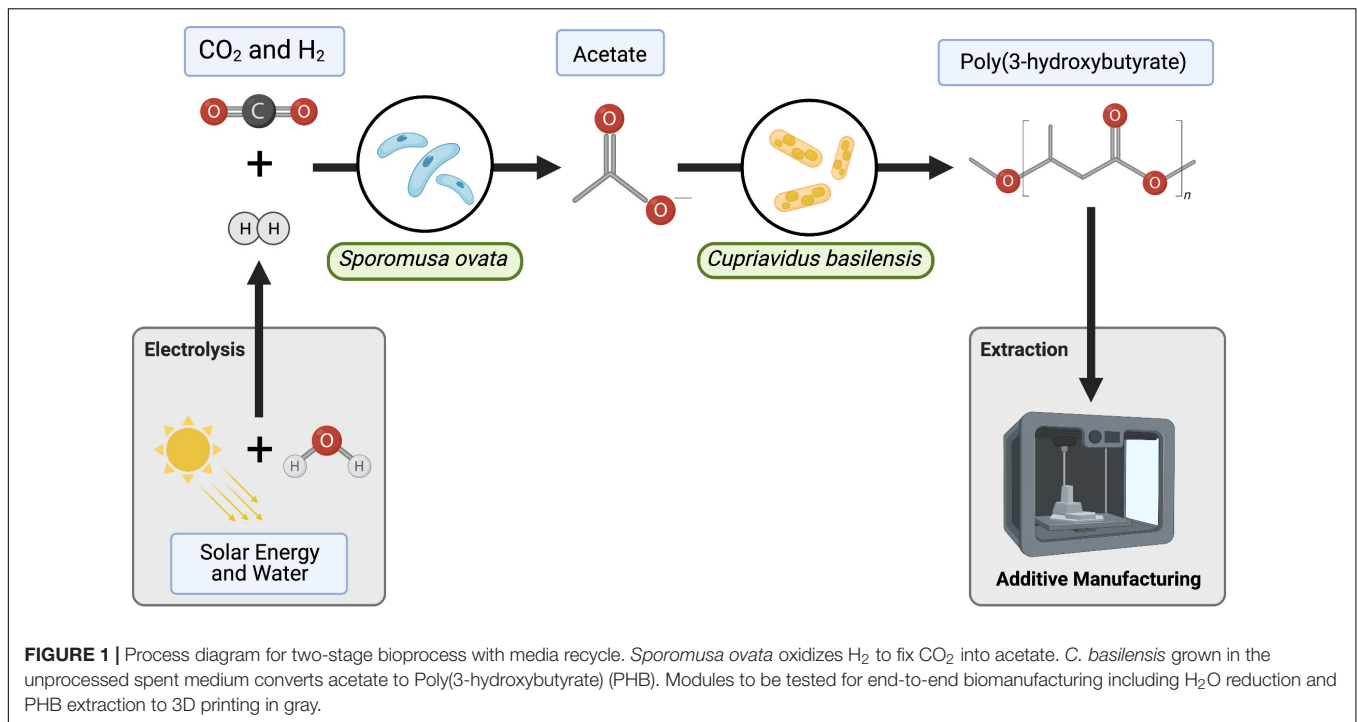 CO₂ and H₂
Acetate
Poly(3-hydroxybutyrate)
O C O
+
H H
O
O⁻
O
O
O
n
Sporomusa ovata
Cupriavidus basilensis
Electrolysis
+
O
H H
Solar Energy
and Water
Extraction
Additive Manufacturing
FIGURE 1 | Process diagram for two-stage bioprocess with media recycle. Sporomusa ovata oxidizes H₂ to fix CO₂ into acetate. C. basilensis grown in the
unprocessed spent medium converts acetate to Poly(3-hydroxybutyrate) (PHB). Modules to be tested for end-to-end biomanufacturing including H₂O reduction and
PHB extraction to 3D printing in gray.